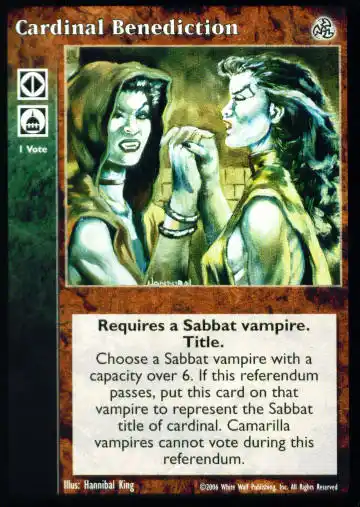 Cardinal Benediction
1 Vote
Hannibal
Requires a Sabbat vampire.
Title.
Choose a Sabbat vampire with a
capacity over 6. If this referendum
passes, put this card on that
vampire to represent the Sabbat
title of cardinal. Camarilla
vampires cannot vote during this
referendum.
Illus: Hannibal King
©2006 White Wolf Publishing, Inc. All Rights Reserved